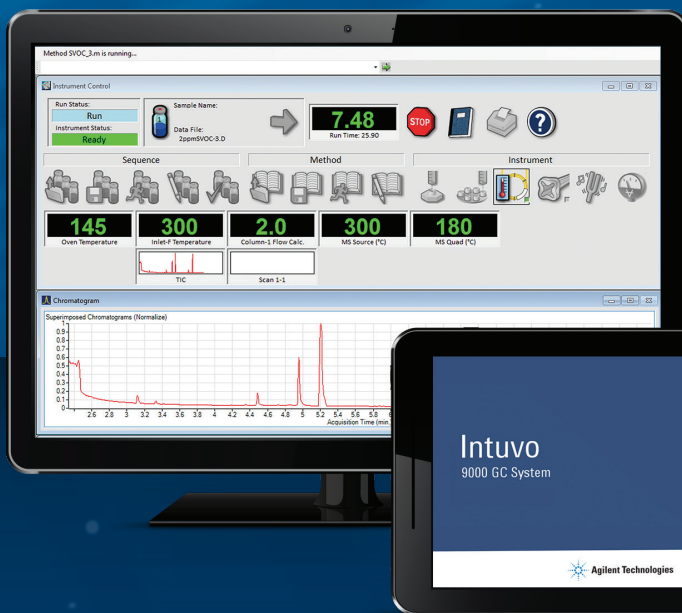 Method SVOC_3.m is running...
Instrument Control
Run Status:
Run
Instrument Status:
Ready
Sample Name:
Data File:
2ppmSVOC-3.D
7.48
Run Time: 25.90
STOP
?
Sequence
Method
Instrument
145
Oven Temperature
300
Inlet-F Temperature
2.0
Column-1 Flow Calc.
300
MS Source (°C)
180
MS Quad (°C)
TIC
Scan 1-1
Chromatogram
Superimposed Chromatograms (Normalize)
1
0.9
0.8
0.7
0.6
0.5
0.4
0.3
0.2
0.1
0
2.6 2.8 3 3.2 3.4 3.6 3.8 4 4.2 4.4 4.6 4.8 5 5.2 5.4 5.6 5.8
Acquisition Time (min.
Intuvo
9000 GC System
Agilent Technologies